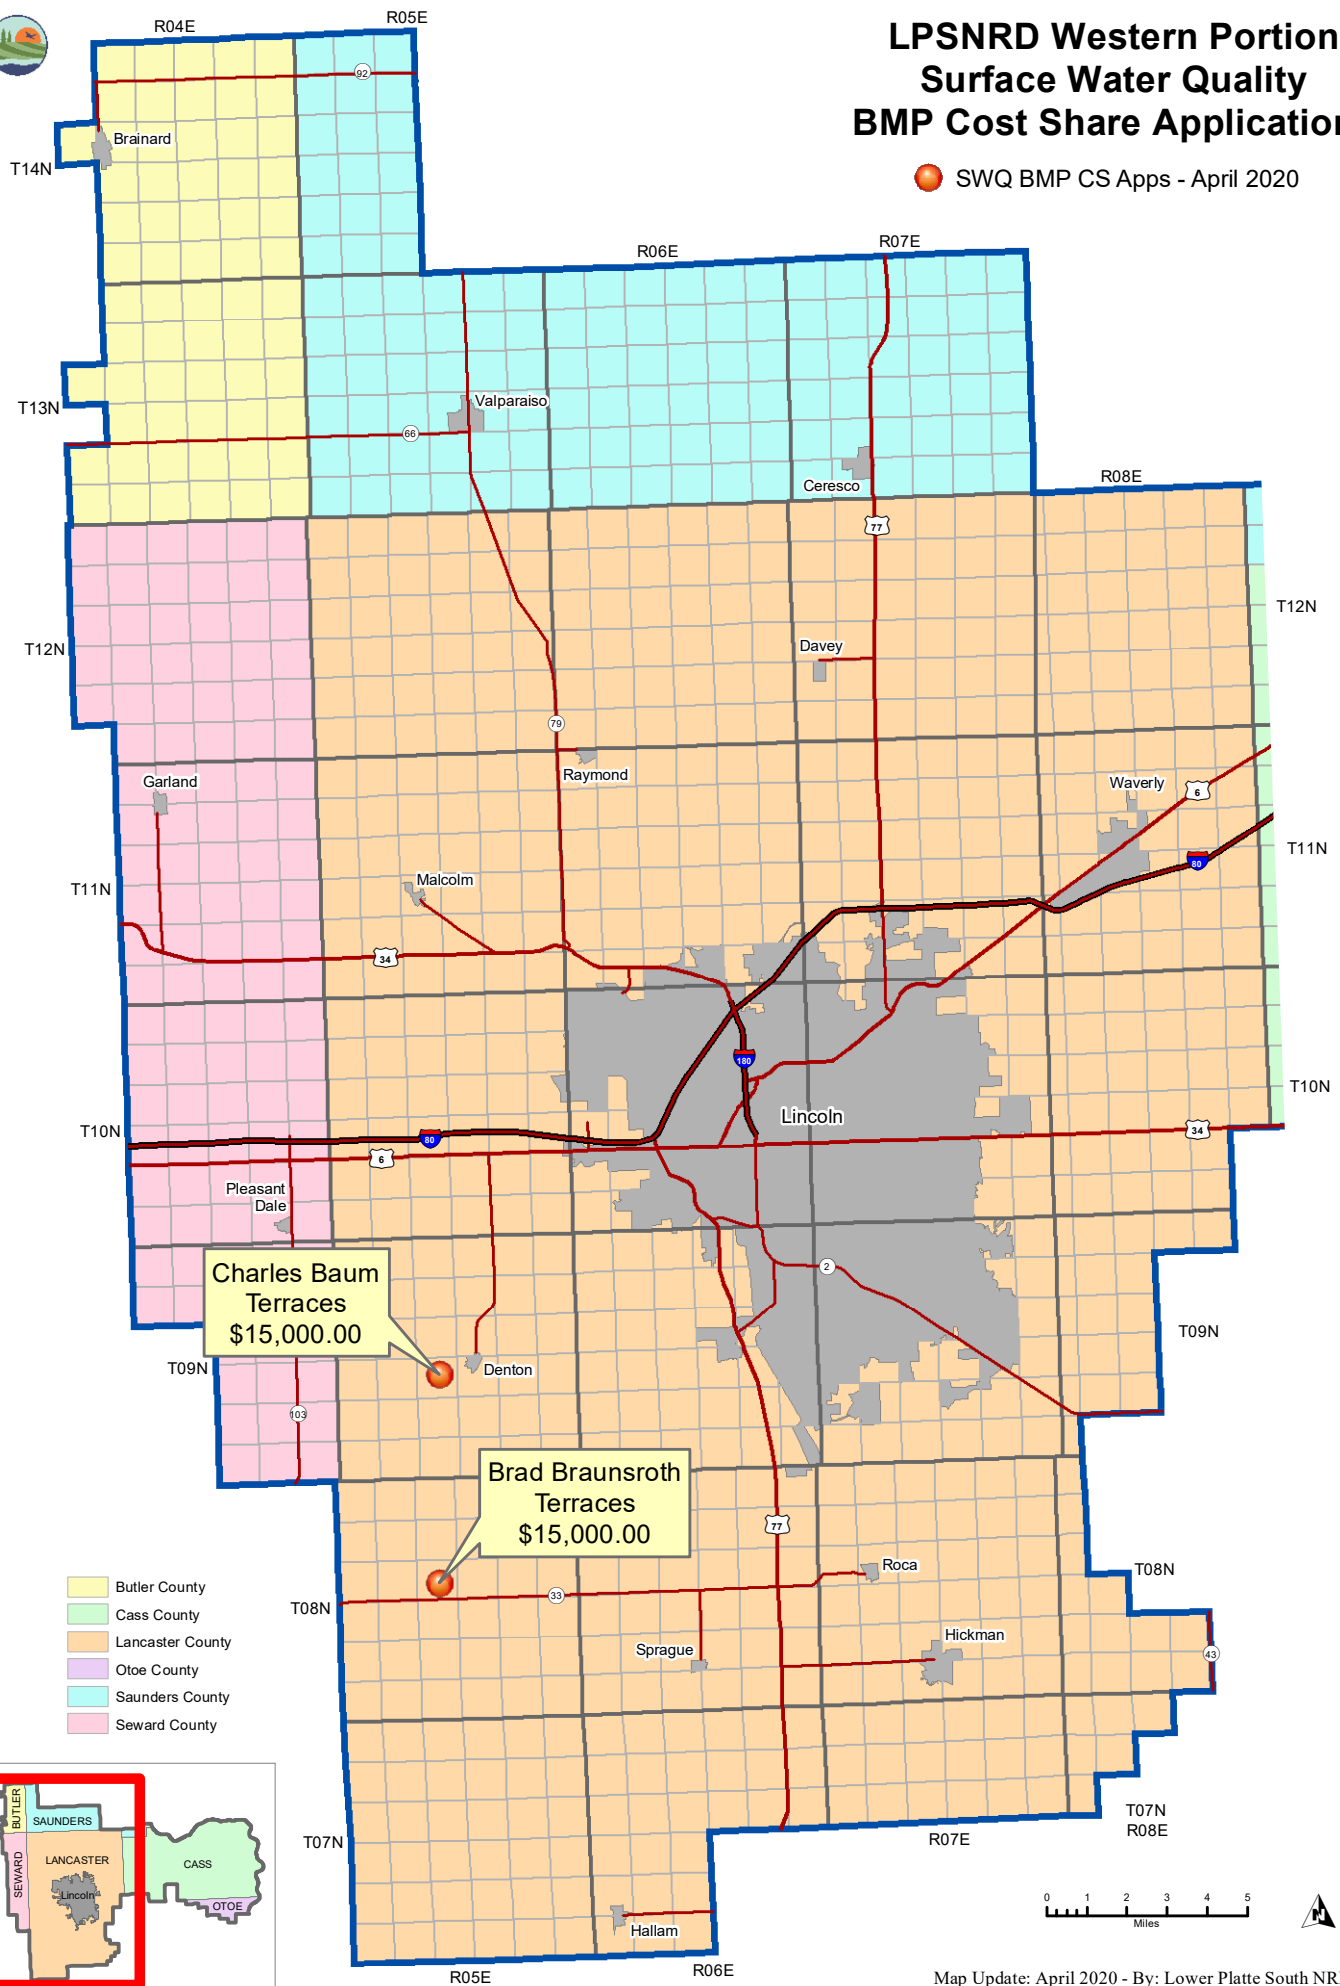 LPSNRD Western Portion
Surface Water Quality
BMP Cost Share Application
SWQ BMP CS Apps - April 2020
R04E
R05E
92
Brainard
T14N
R06E
R07E
T13N
Valparaiso
66
Ceresco
R08E
77
T12N
T12N
Davey
79
Raymond
Garland
Waverly
6
80
T11N
T11N
Malcolm
34
180
T10N
Lincoln
T10N
80
34
6
Pleasant
Dale
Charles Baum
Terraces
$15,000.00
2
T09N
T09N
Denton
103
Brad Braunsroth
Terraces
$15,000.00
77
Roca
T08N
33
T08N
Sprague
Hickman
43
Butler County
Cass County
Lancaster County
Otoe County
Saunders County
Seward County
BUTLER
SAUNDERS
SEWARD
LANCASTER
Lincoln
CASS
OTOE
T07N
T07N
R08E
R07E
Hallam
R05E
R06E
0 1 2 3 4 5
Miles
N
Map Update: April 2020 - By: Lower Platte South NR